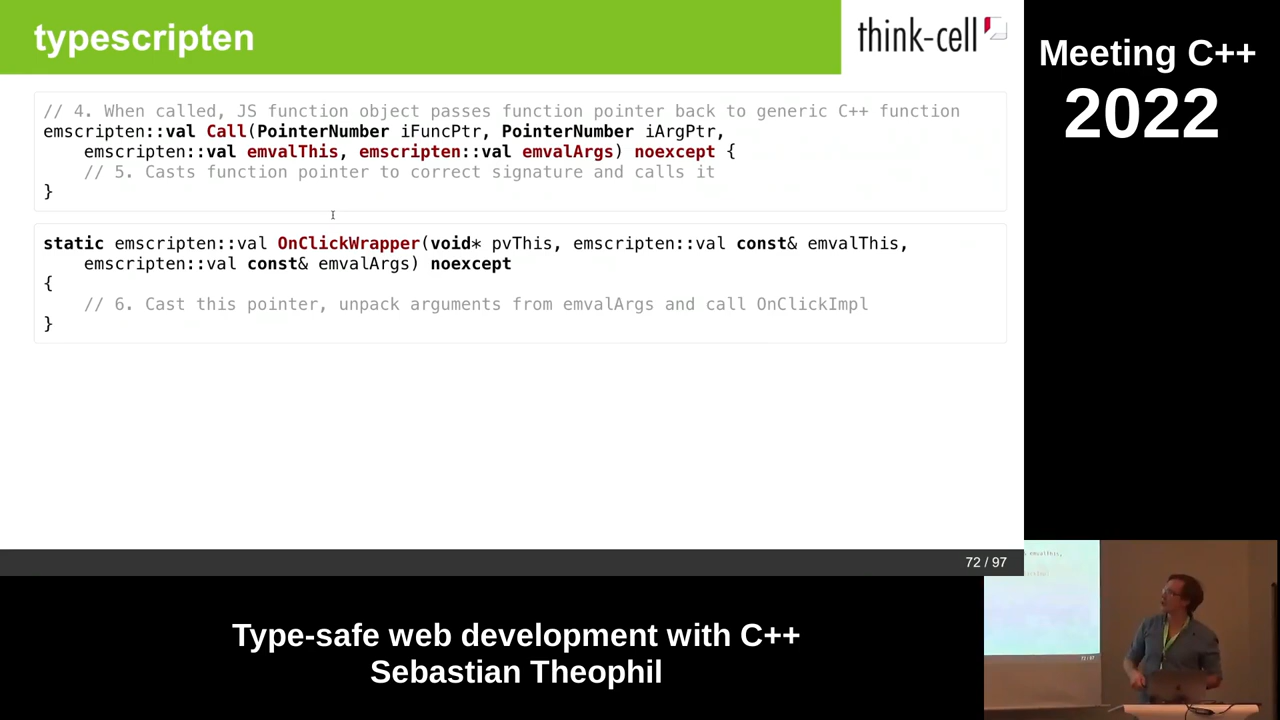 typescripten
think-cell
Meeting C++
2022
// 4. When called, JS function object passes function pointer back to generic C++ function
emscripten::val Call(PointerNumber iFuncPtr, PointerNumber iArgPtr,
    emscripten::val emvalThis, emscripten::val emvalArgs) noexcept {
    // 5. Casts function pointer to correct signature and calls it
}
static emscripten::val OnClickWrapper(void* pvThis, emscripten::val const& emvalThis,
    emscripten::val const& emvalArgs) noexcept
{
    // 6. Cast this pointer, unpack arguments from emvalArgs and call OnClickImpl
}
72 / 97
Type-safe web development with C++
Sebastian Theophil